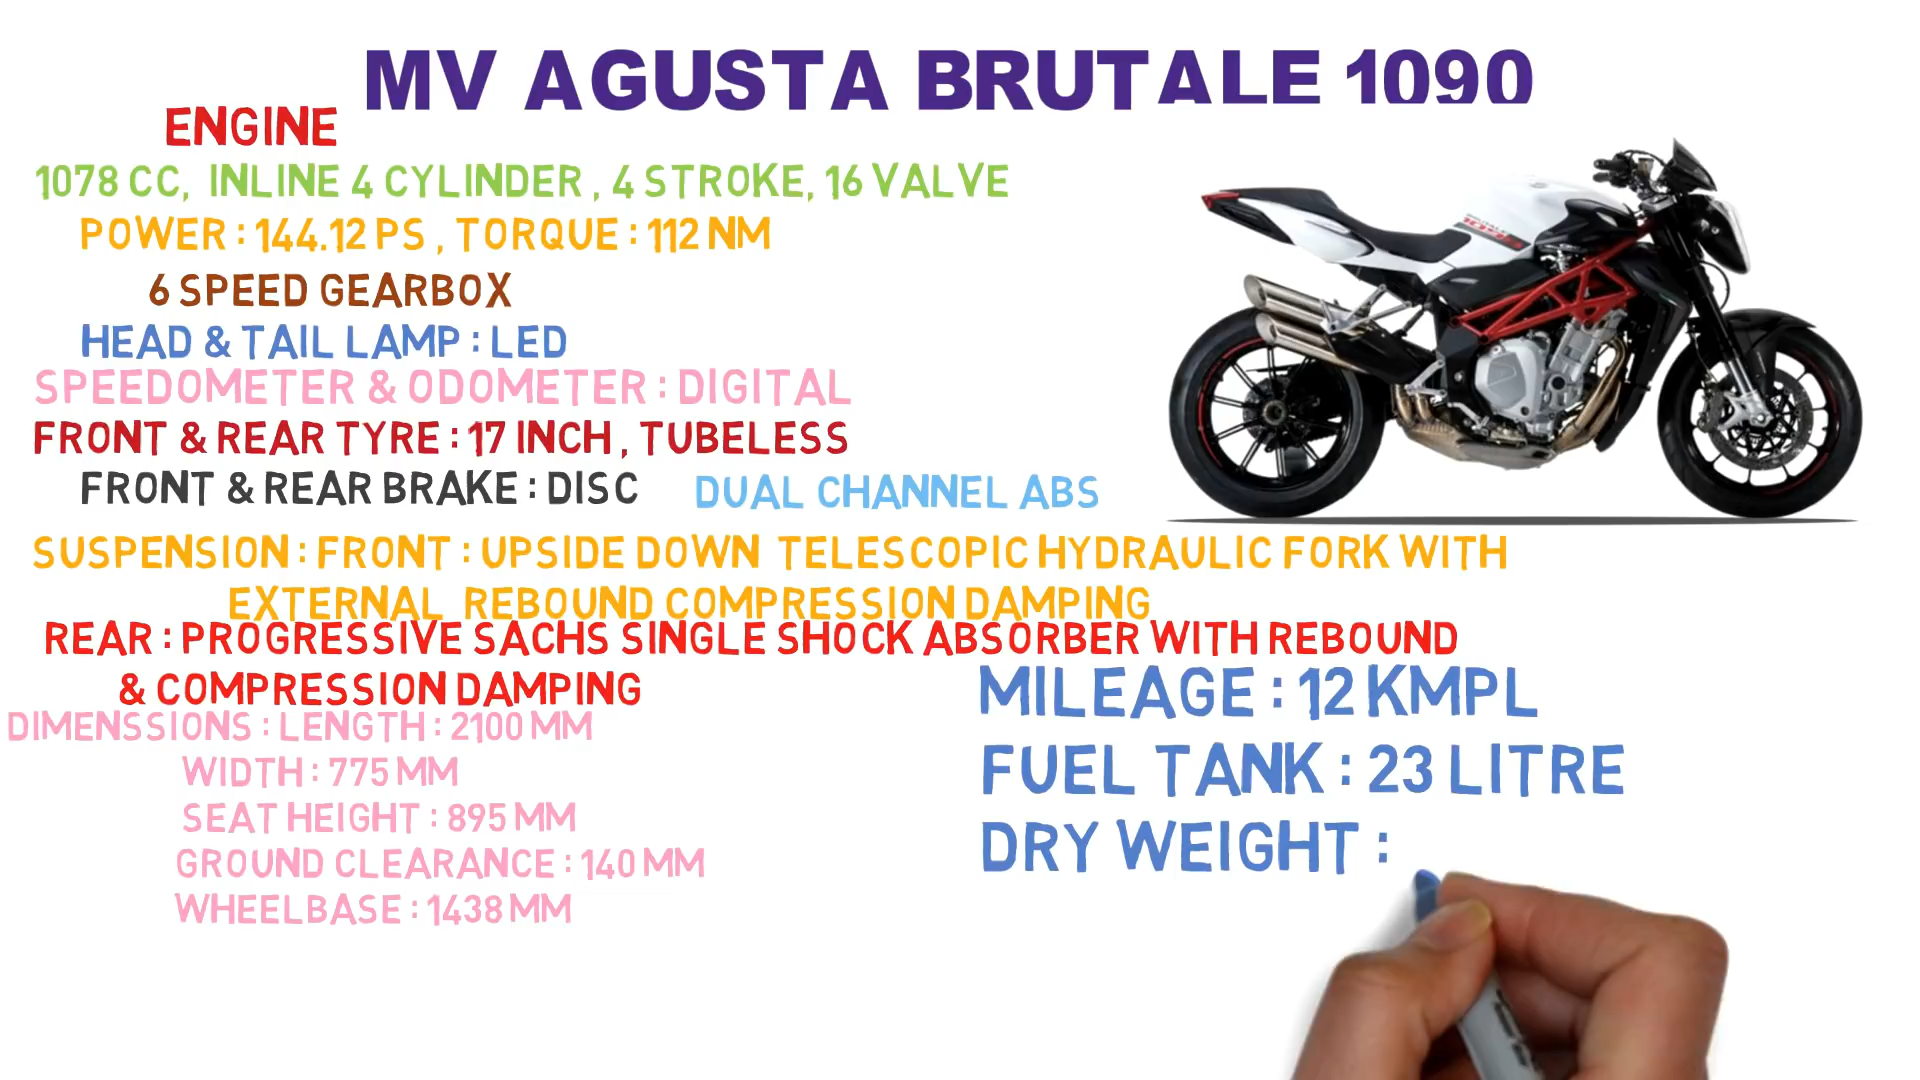 MV AGUSTA BRUTALE 1090
ENGINE
1078 CC, INLINE 4 CYLINDER , 4 STROKE, 16 VALVE
POWER : 144.12 PS , TORQUE : 112 NM
6 SPEED GEARBOX
HEAD & TAIL LAMP : LED
SPEEDOMETER & ODOMETER : DIGITAL
FRONT & REAR TYRE : 17 INCH , TUBELESS
FRONT & REAR BRAKE : DISC
DUAL CHANNEL ABS
SUSPENSION : FRONT : UPSIDE DOWN TELESCOPIC HYDRAULIC FORK WITH
EXTERNAL REBOUND COMPRESSION DAMPING
REAR : PROGRESSIVE SACHS SINGLE SHOCK ABSORBER WITH REBOUND
& COMPRESSION DAMPING
DIMENSSIONS : LENGTH : 2100 MM
WIDTH : 775 MM
SEAT HEIGHT : 895 MM
GROUND CLEARANCE : 140 MM
WHEELBASE : 1438 MM
MILEAGE : 12 KMPL
FUEL TANK : 23 LITRE
DRY WEIGHT :